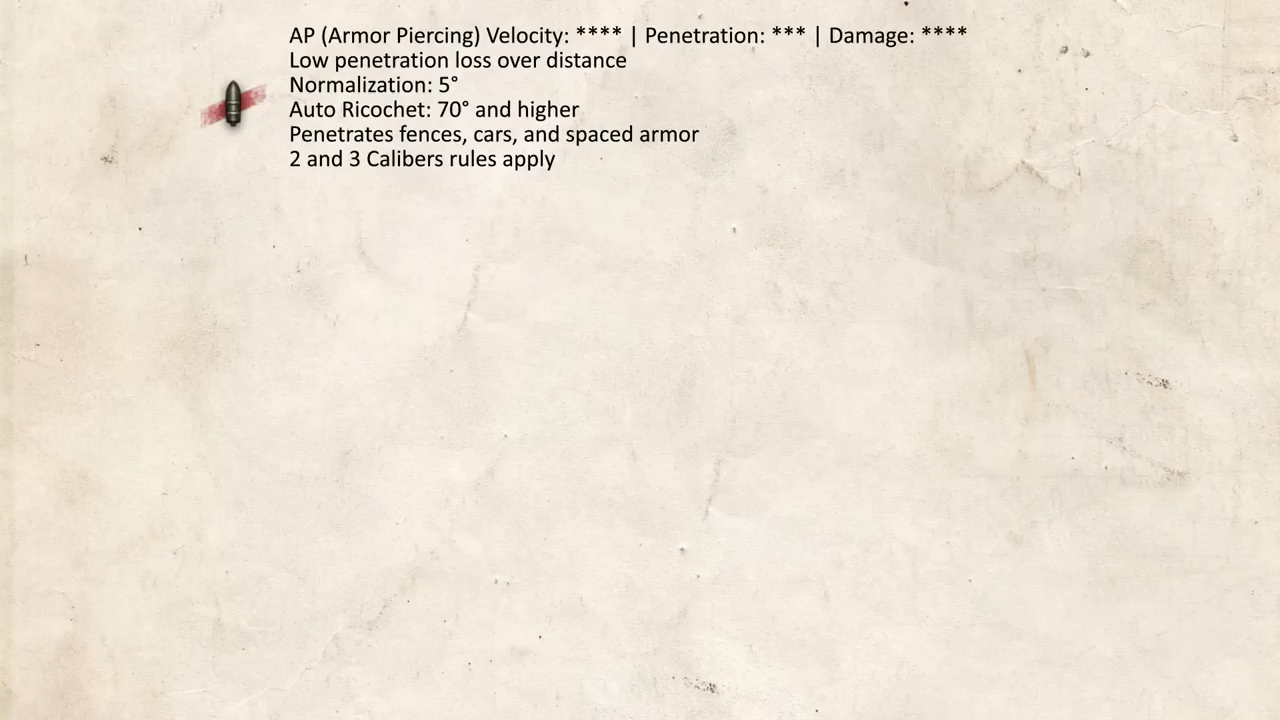 AP (Armor Piercing) Velocity: **** | Penetration: *** | Damage: ****
Low penetration loss over distance
Normalization: 5°
Auto Ricochet: 70° and higher
Penetrates fences, cars, and spaced armor
2 and 3 Calibers rules apply